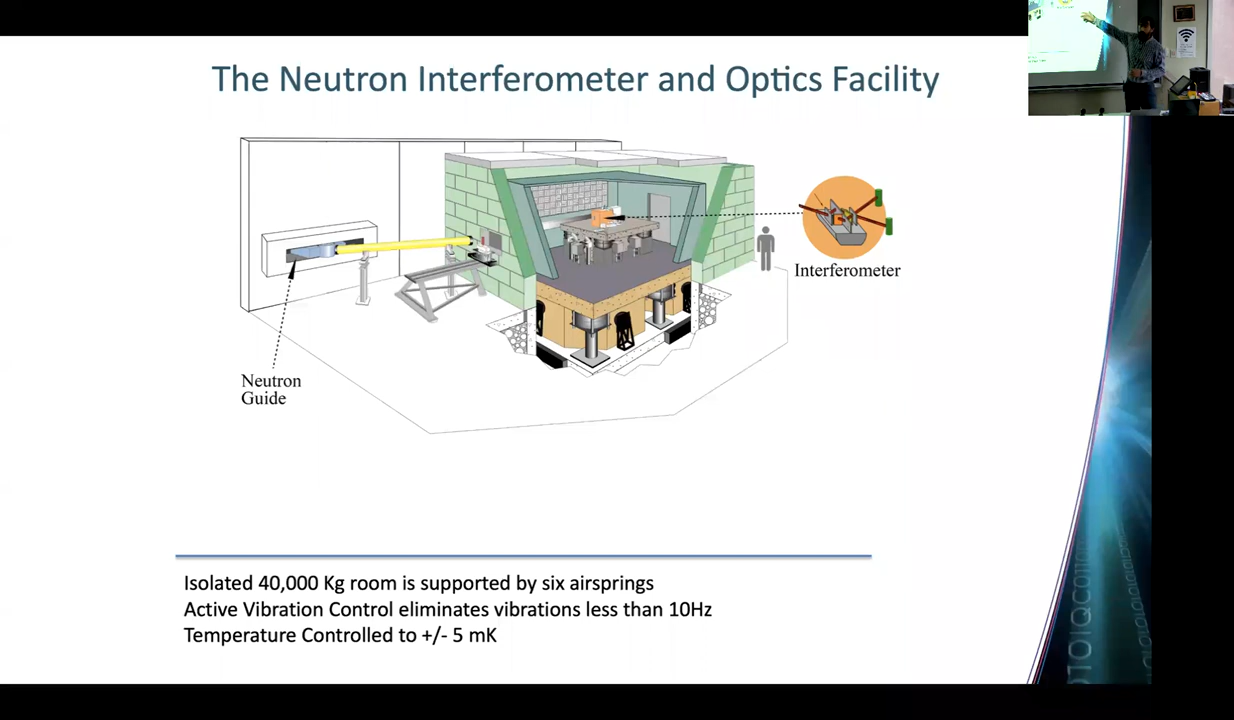 The Neutron Interferometer and Optics Facility
Interferometer
Neutron
Guide
Isolated 40,000 Kg room is supported by six airsprings
Active Vibration Control eliminates vibrations less than 10Hz
Temperature Controlled to +/- 5 mK